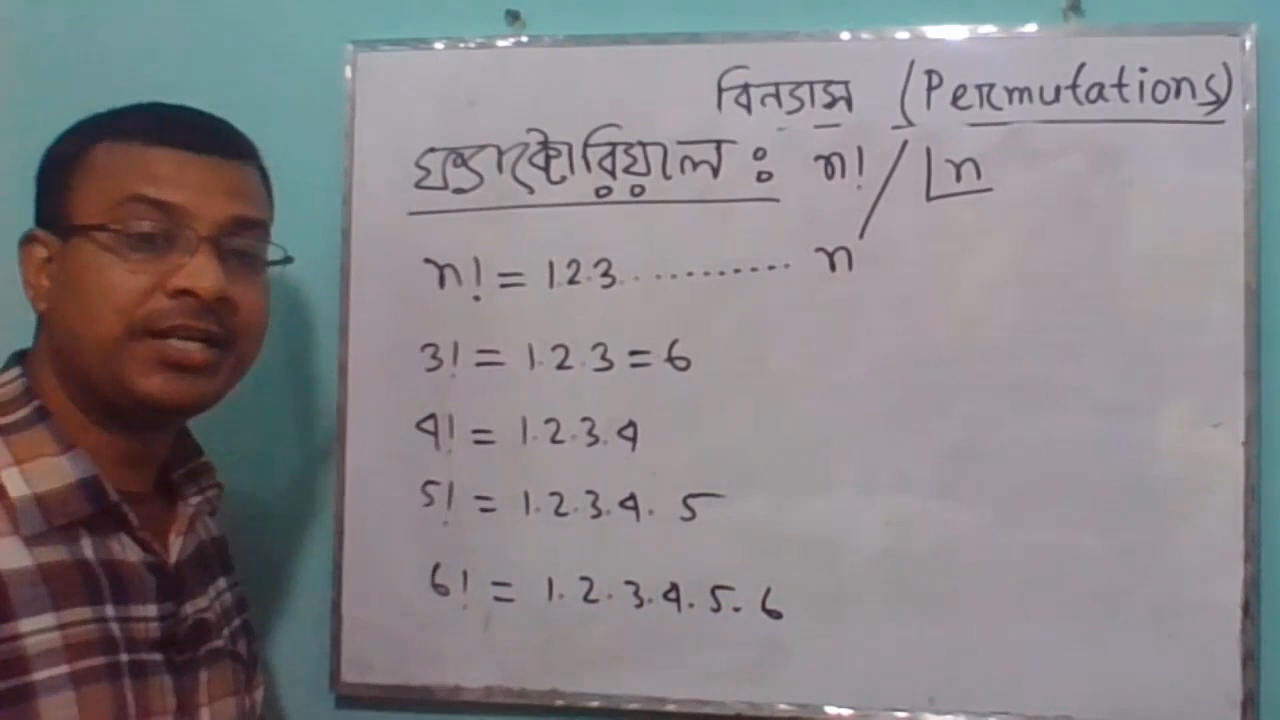 বিন্যাস (Permutations)
ফ্যাক্টোরিয়াল : n! / ∟n
n! = 1.2.3............ n
3! = 1.2.3 = 6
4! = 1.2.3.4
5! = 1.2.3.4. 5
6! = 1.2.3.4.5.6